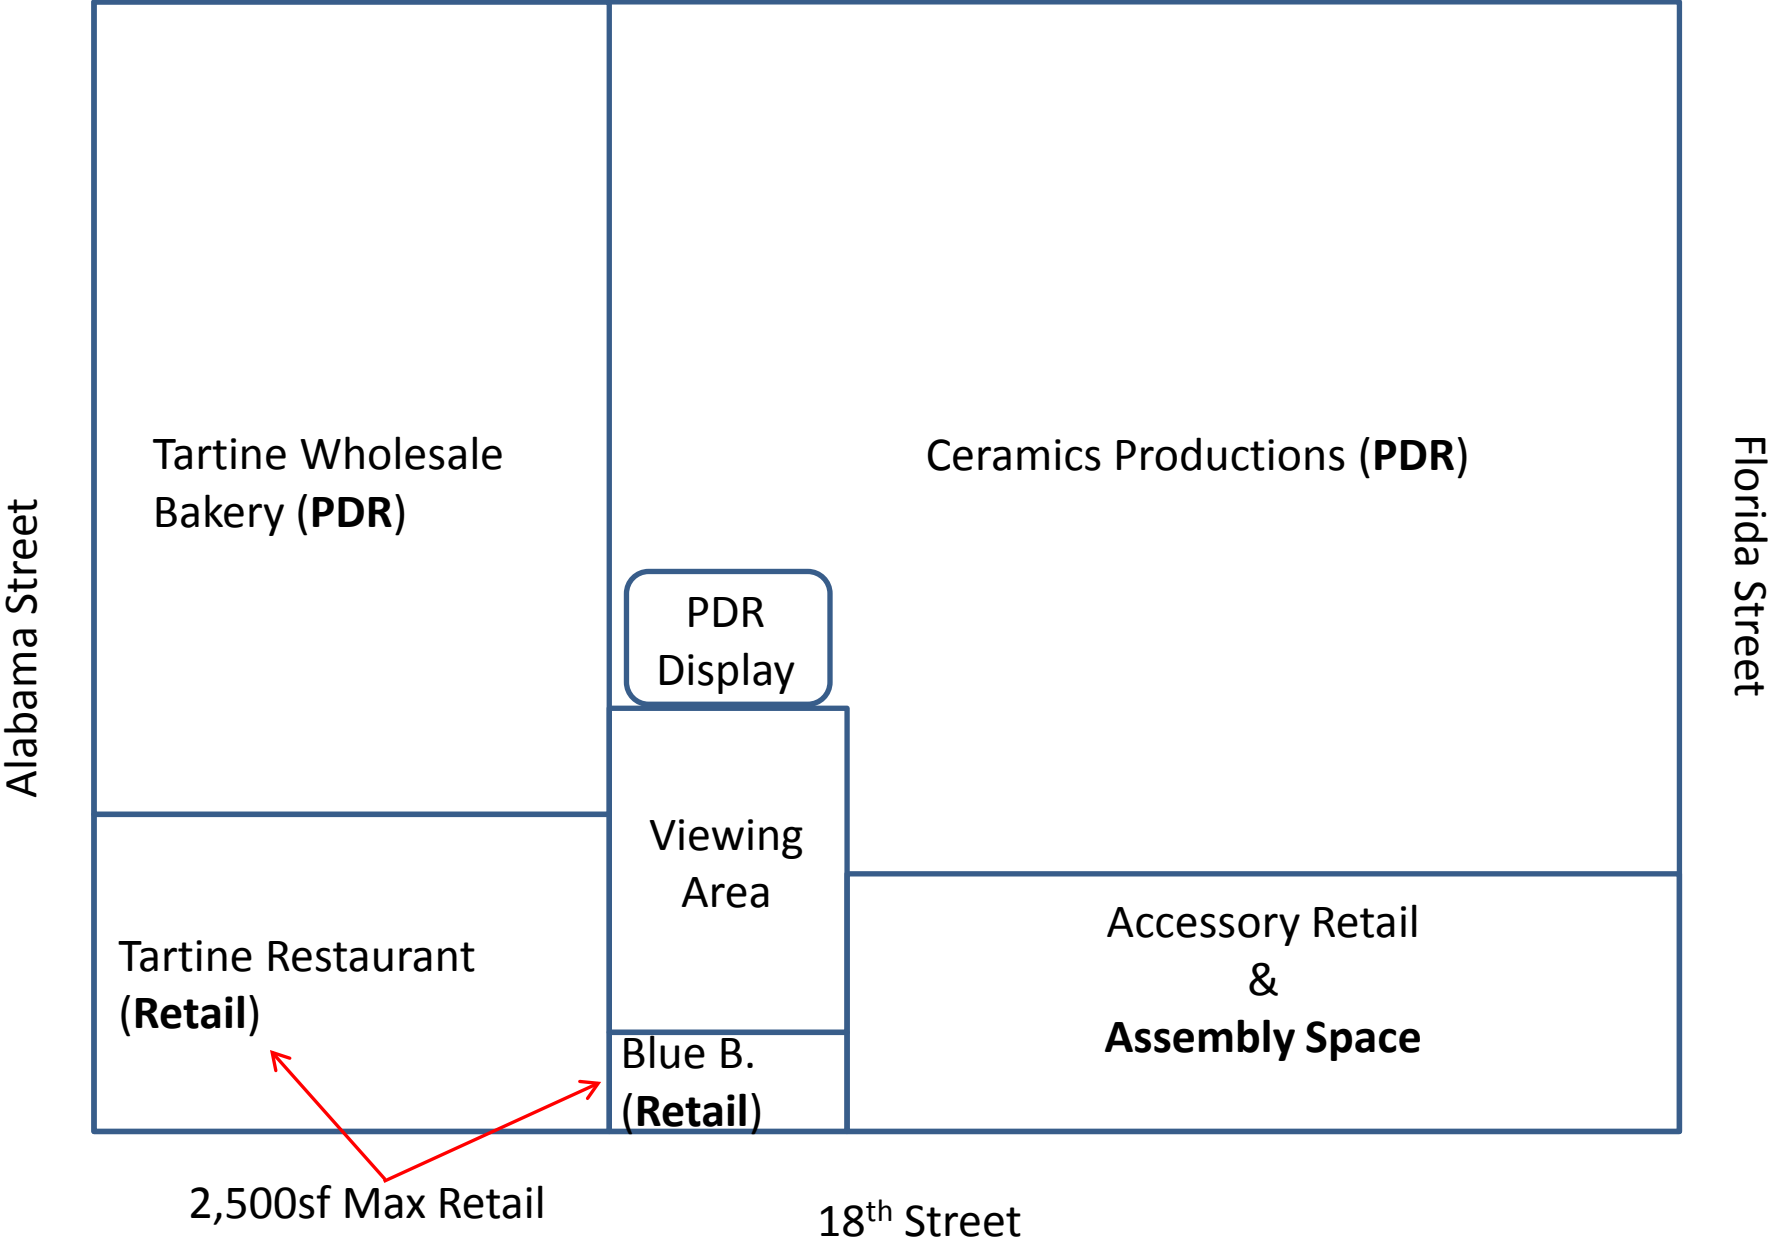 Tartine Wholesale
Bakery (PDR)
Ceramics Productions (PDR)
Alabama Street
Florida Street
PDR
Display
Viewing
Area
Tartine Restaurant
(Retail)
Accessory Retail
&
Assembly Space
Blue B.
(Retail)
2,500sf Max Retail
18th Street